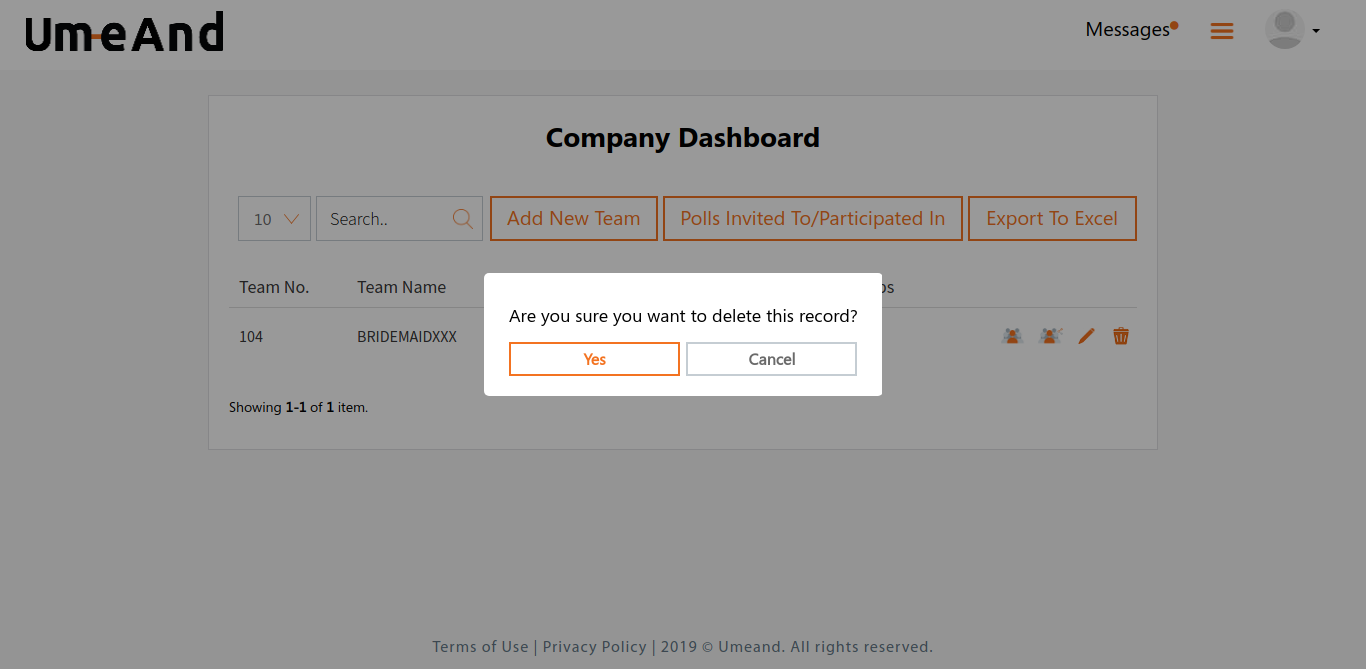 UmeAnd
Messages
Company Dashboard
10 Search.. Add New Team Polls Invited To/Participated In Export To Excel
Team No. Team Name
Are you sure you want to delete this record?
104 BRIDEMAIDXXX
Yes Cancel
Showing 1-1 of 1 item.
Terms of Use | Privacy Policy | 2019 © Umeand. All rights reserved.